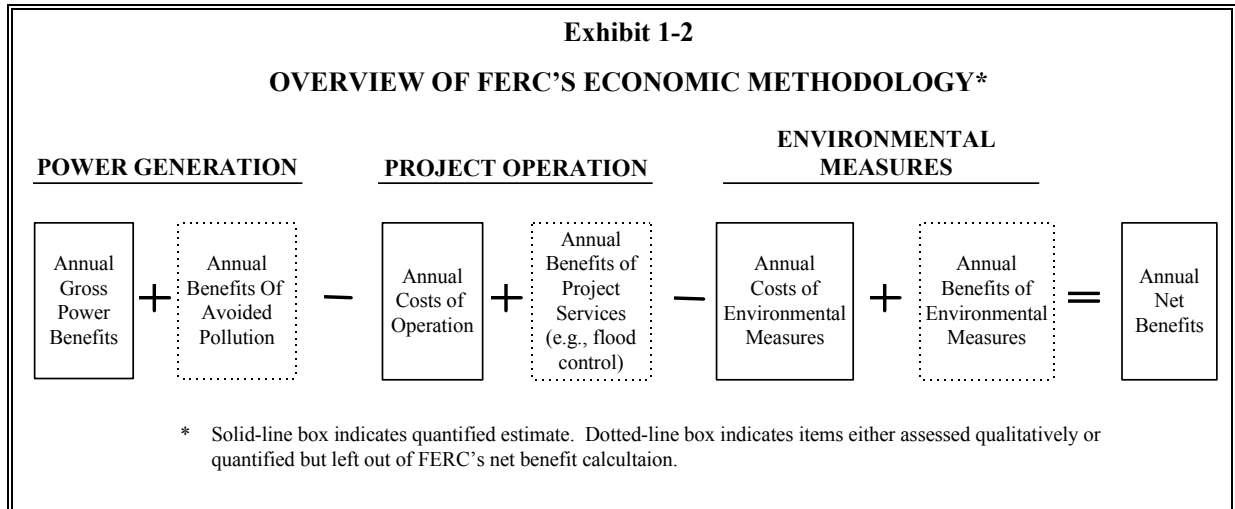 Exhibit 1-2
OVERVIEW OF FERC'S ECONOMIC METHODOLOGY*
POWER GENERATION
PROJECT OPERATION
ENVIRONMENTAL
MEASURES
Annual
Gross
Power
Benefits
+
Annual
Benefits Of
Avoided
Pollution
−
Annual
Costs of
Operation
+
Annual
Benefits of
Project
Services
(e.g., flood
control)
−
Annual
Costs of
Environmental
Measures
+
Annual
Benefits of
Environmental
Measures
=
Annual
Net
Benefits
* Solid-line box indicates quantified estimate. Dotted-line box indicates items either assessed qualitatively or
quantified but left out of FERC's net benefit calcultaion.